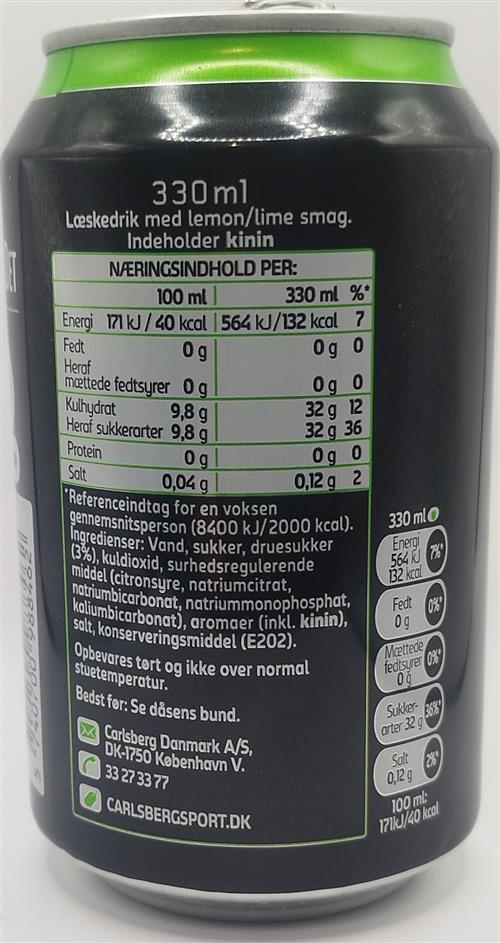 330ml
Læskedrik med lemon/lime smag.
Indeholder kinin
NÆRINGSINDHOLD PER:
100 ml 330 ml %*
Energi 171 kJ / 40 kcal 564 kJ/132 kcal 7
Fedt 0 g 0 g 0
Heraf
mættede fedtsyrer 0 g 0 g 0
Kulhydrat 9,8 g 32 g 12
Heraf sukkerarter 9,8 g 32 g 36
Protein 0 g 0 g 0
Salt 0,04 g 0,12 g 2
*Referenceindtag for en voksen
gennemsnitsperson (8400 kJ/2000 kcal).
Ingredienser: Vand, sukker, druesukker
(3%), kuldioxid, surhedsregulerende
middel (citronsyre, natriumcitrat,
natriumbicarbonat, natriummonophosphat,
kaliumbicarbonat), aromaer (inkl. kinin),
salt, konserveringsmiddel (E202).
Opbevares tørt og ikke over normal
stuetemperatur.
Bedst før: Se dåsens bund.
Carlsberg Danmark A/S,
DK-1750 København V.
33 27 33 77
CARLSBERGSPORT.DK
330 ml
Energi
564 kJ 7%*
132 kcal
Fedt 0%*
0 g
Mættede
fedtsyrer 0%*
0 g
Sukker- 36%*
arter 32 g
Salt 2%*
0,12 g
100 ml:
171kJ/40 kcal